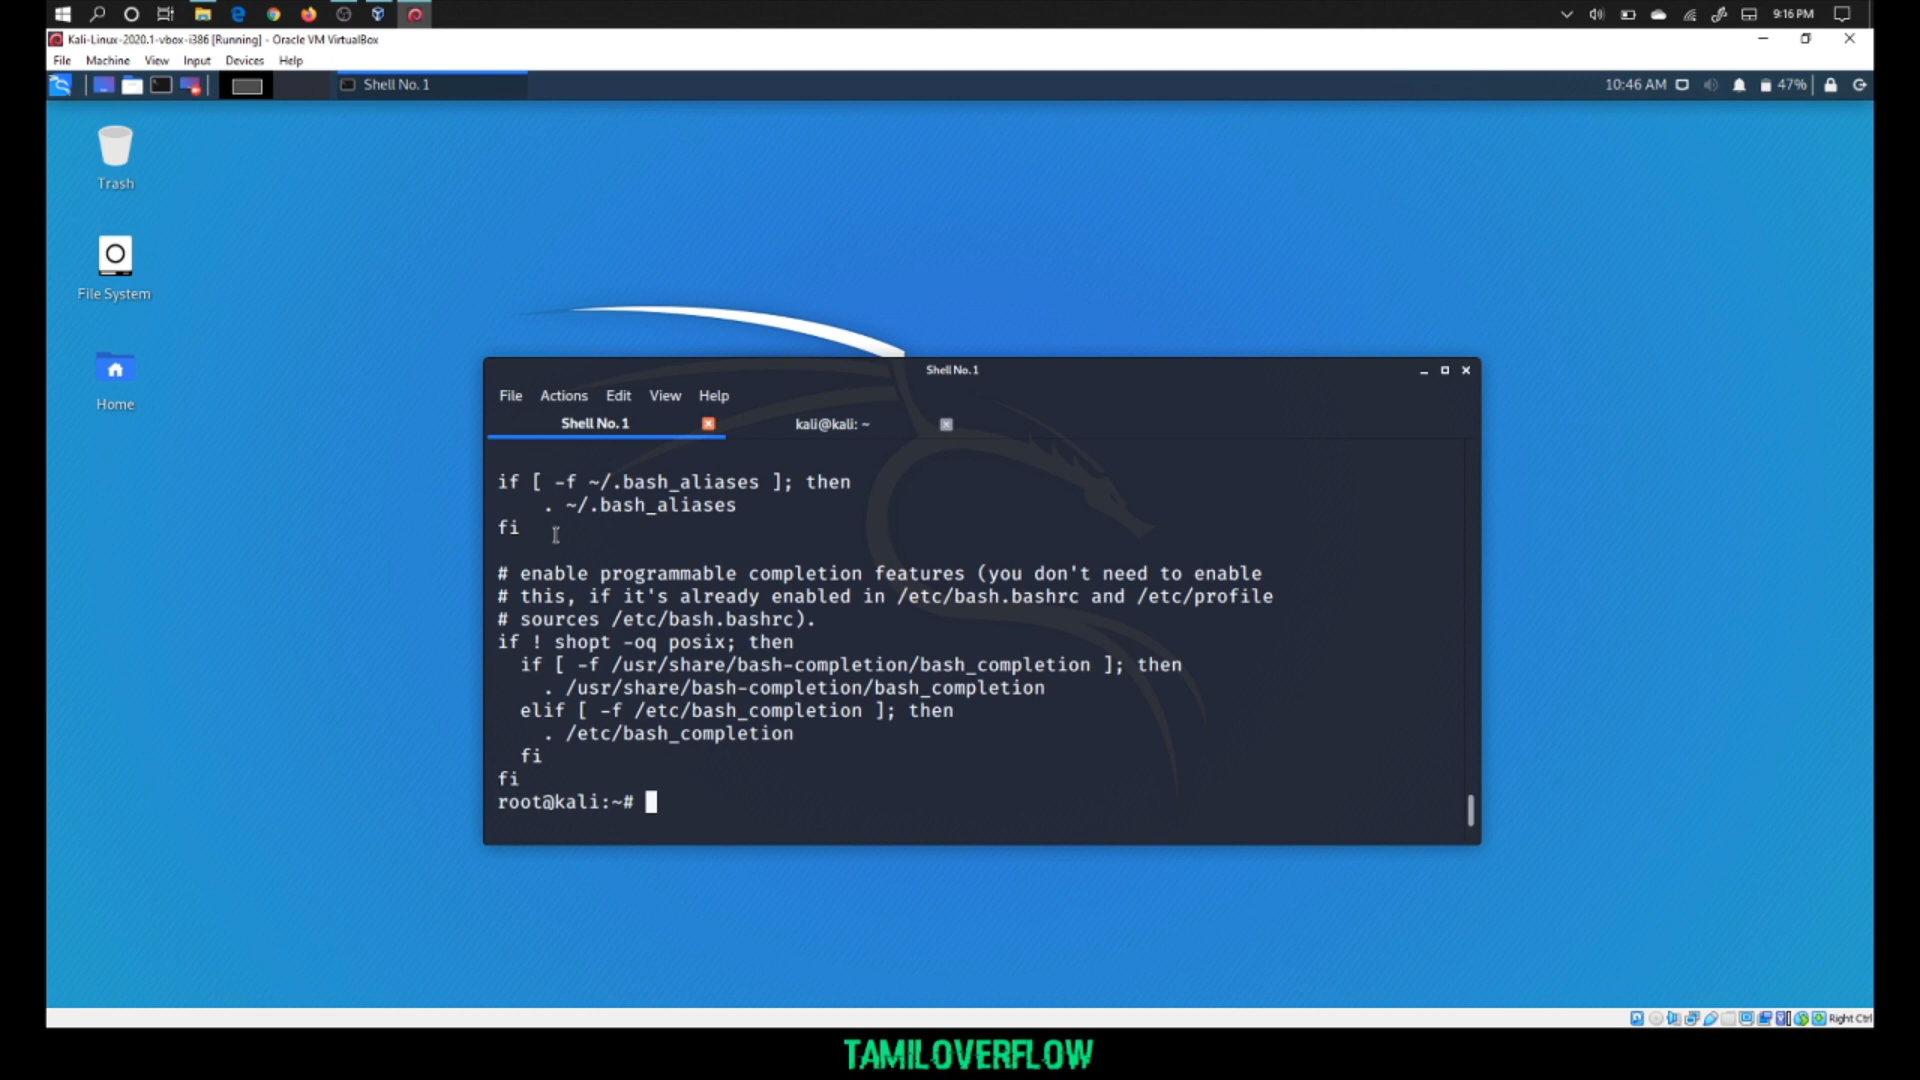 9:16 PM
Kali-Linux-2020.1-vbox-i386 [Running] - Oracle VM VirtualBox
File Machine View Input Devices Help
Shell No. 1
10:46 AM
47%
Trash
File System
Home
Shell No. 1
File Actions Edit View Help
Shell No. 1
kali@kali: ~
if [ -f ~/.bash_aliases ]; then
    . ~/.bash_aliases
fi
# enable programmable completion features (you don't need to enable
# this, if it's already enabled in /etc/bash.bashrc and /etc/profile
# sources /etc/bash.bashrc).
if ! shopt -oq posix; then
  if [ -f /usr/share/bash-completion/bash_completion ]; then
    . /usr/share/bash-completion/bash_completion
  elif [ -f /etc/bash_completion ]; then
    . /etc/bash_completion
  fi
fi
root@kali:~#
Right Ctrl
TAMILOVERFLOW